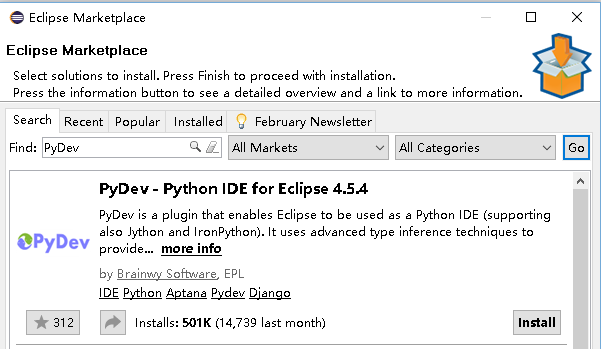 Eclipse Marketplace
Eclipse Marketplace
Select solutions to install. Press Finish to proceed with installation.
Press the information button to see a detailed overview and a link to more information.
Search Recent Popular Installed February Newsletter
Find: PyDev All Markets All Categories Go
PyDev - Python IDE for Eclipse 4.5.4
PyDev is a plugin that enables Eclipse to be used as a Python IDE (supporting
also Jython and IronPython). It uses advanced type inference techniques to
provide... more info
PyDev
by Brainwy Software, EPL
IDE Python Aptana Pydev Django
312 Installs: 501K (14,739 last month) Install